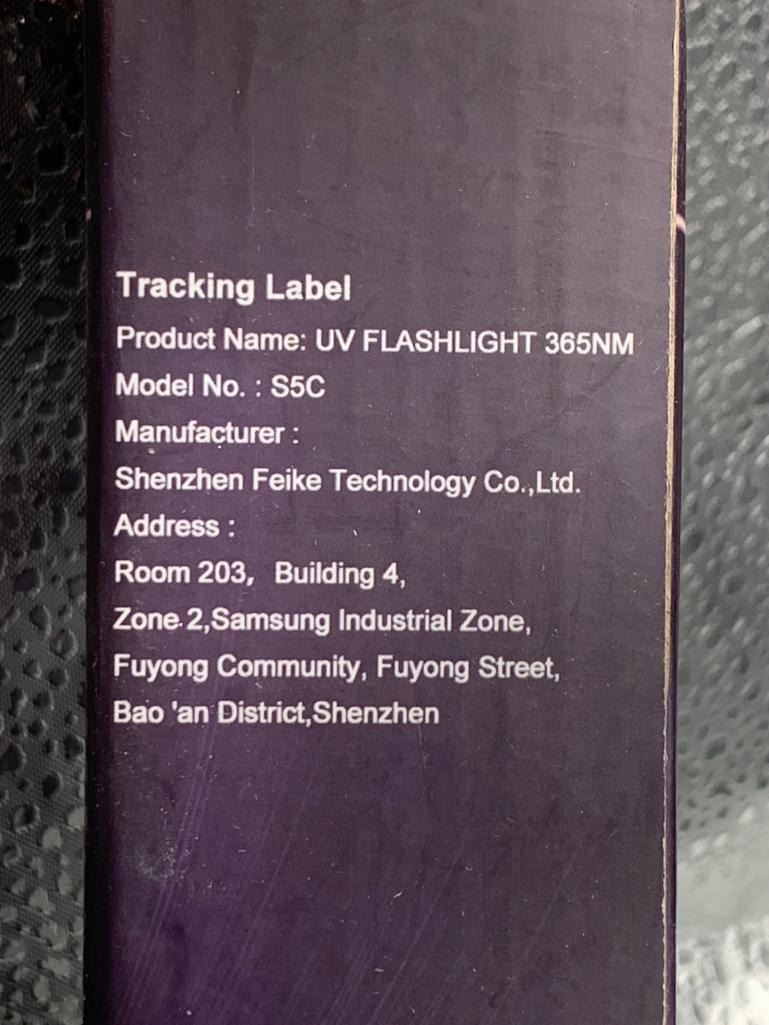 Tracking Label
Product Name: UV FLASHLIGHT 365NM
Model No. : S5C
Manufacturer :
Shenzhen Feike Technology Co.,Ltd.
Address :
Room 203, Building 4,
Zone 2,Samsung Industrial Zone,
Fuyong Community, Fuyong Street,
Bao 'an District,Shenzhen